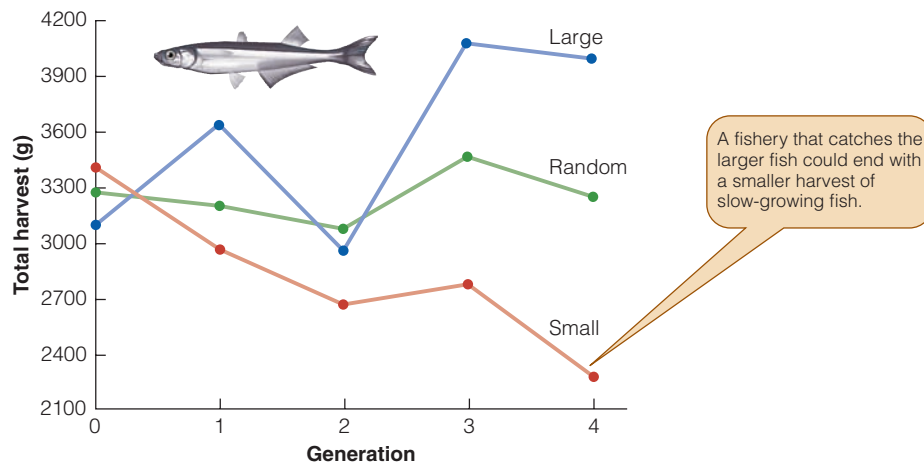 4200
3900
3600
3300
3000
2700
2400
2100
Total harvest (g)
0
1
2
3
4
Generation
Large
Random
Small
A fishery that catches the
larger fish could end with
a smaller harvest of
slow-growing fish.